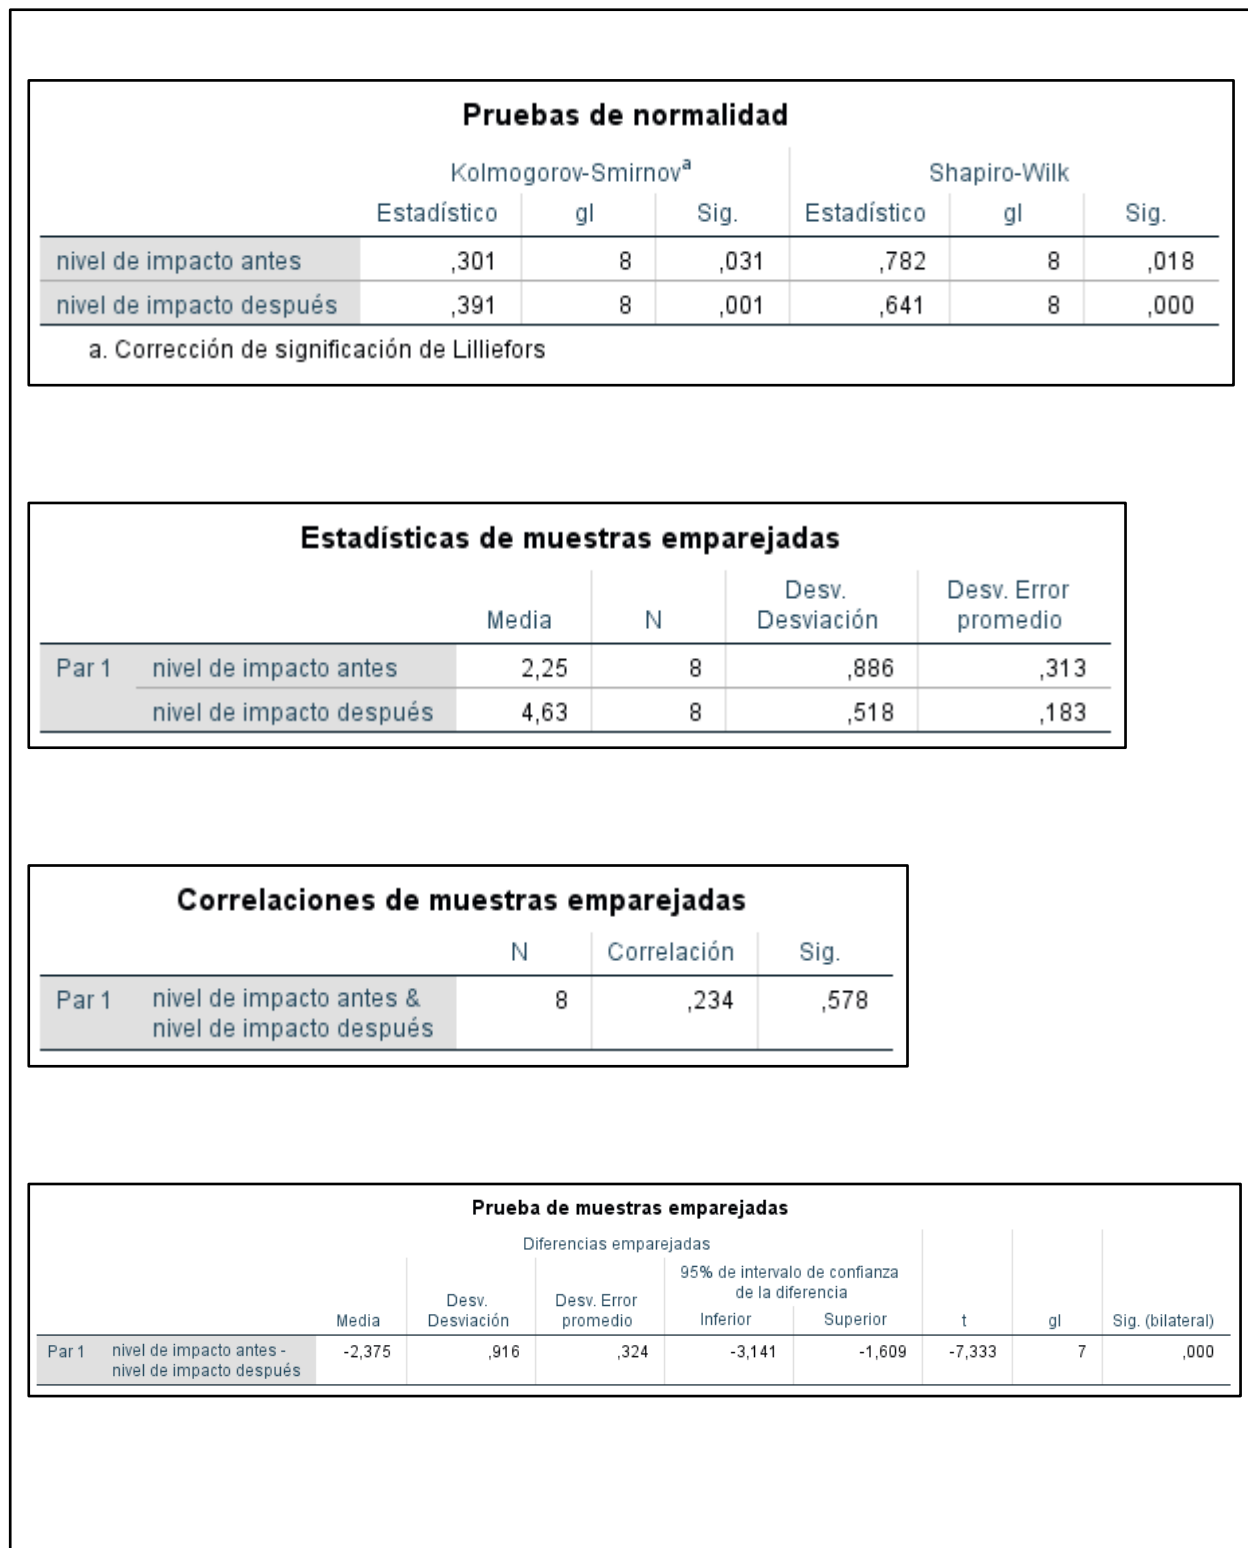 Pruebas de normalidad
Kolmogorov-Smirnovᵃ Shapiro-Wilk
Estadístico gl Sig. Estadístico gl Sig.
nivel de impacto antes ,301 8 ,031 ,782 8 ,018
nivel de impacto después ,391 8 ,001 ,641 8 ,000
a. Corrección de significación de Lilliefors
Estadísticas de muestras emparejadas
Media N Desv. Desviación Desv. Error promedio
Par 1 nivel de impacto antes 2,25 8 ,886 ,313
nivel de impacto después 4,63 8 ,518 ,183
Correlaciones de muestras emparejadas
N Correlación Sig.
Par 1 nivel de impacto antes & 8 ,234 ,578
nivel de impacto después
Prueba de muestras emparejadas
Diferencias emparejadas
95% de intervalo de confianza
de la diferencia
Media Desv. Desviación Desv. Error promedio Inferior Superior t gl Sig. (bilateral)
Par 1 nivel de impacto antes - -2,375 ,916 ,324 -3,141 -1,609 -7,333 7 ,000
nivel de impacto después